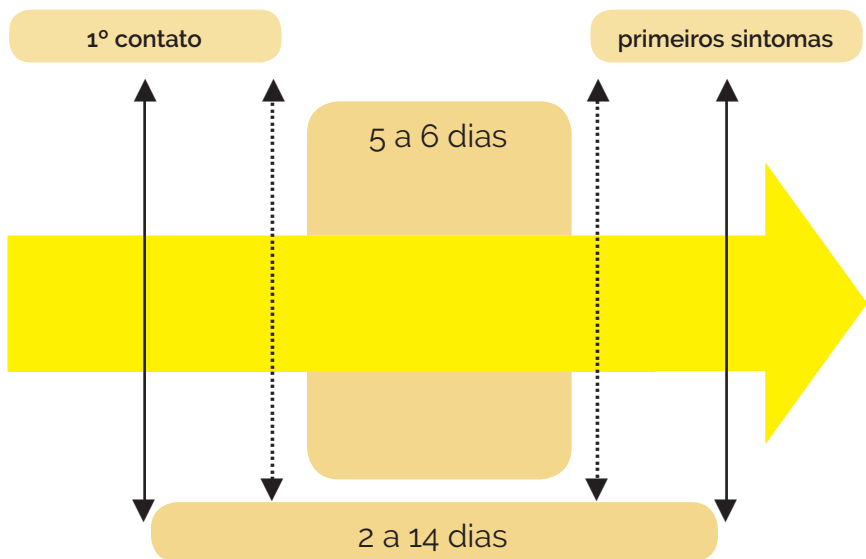 1º contato
primeiros sintomas
5 a 6 dias
2 a 14 dias